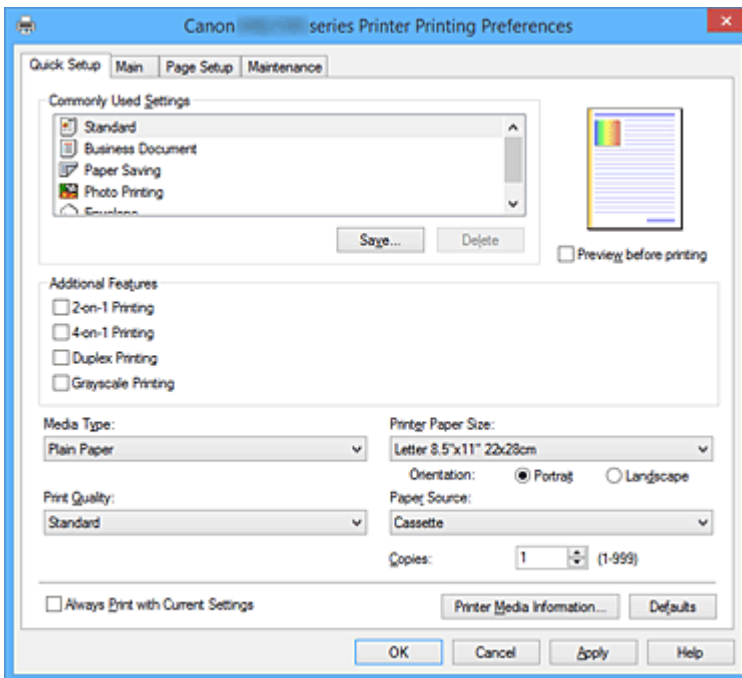 Canon series Printer Printing Preferences
Quick Setup Main Page Setup Maintenance
Commonly Used Settings
Standard
Business Document
Paper Saving
Photo Printing
Envelope
Save... Delete
Preview before printing
Additional Features
2-on-1 Printing
4-on-1 Printing
Duplex Printing
Grayscale Printing
Media Type: Printer Paper Size:
Plain Paper Letter 8.5"x11" 22x28cm
Orientation: Portrait Landscape
Print Quality: Paper Source:
Standard Cassette
Copies: 1 (1-999)
Always Print with Current Settings Printer Media Information... Defaults
OK Cancel Apply Help